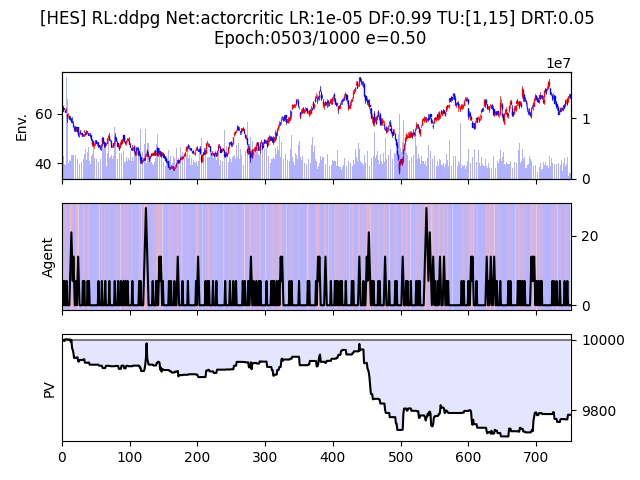 [HES] RL:ddpg Net:actorcritic LR:1e-05 DF:0.99 TU:[1,15] DRT:0.05
Epoch:0503/1000 e=0.50
1e7
Env.
60
40
1
0
Agent
20
0
PV
10000
9800
0 100 200 300 400 500 600 700